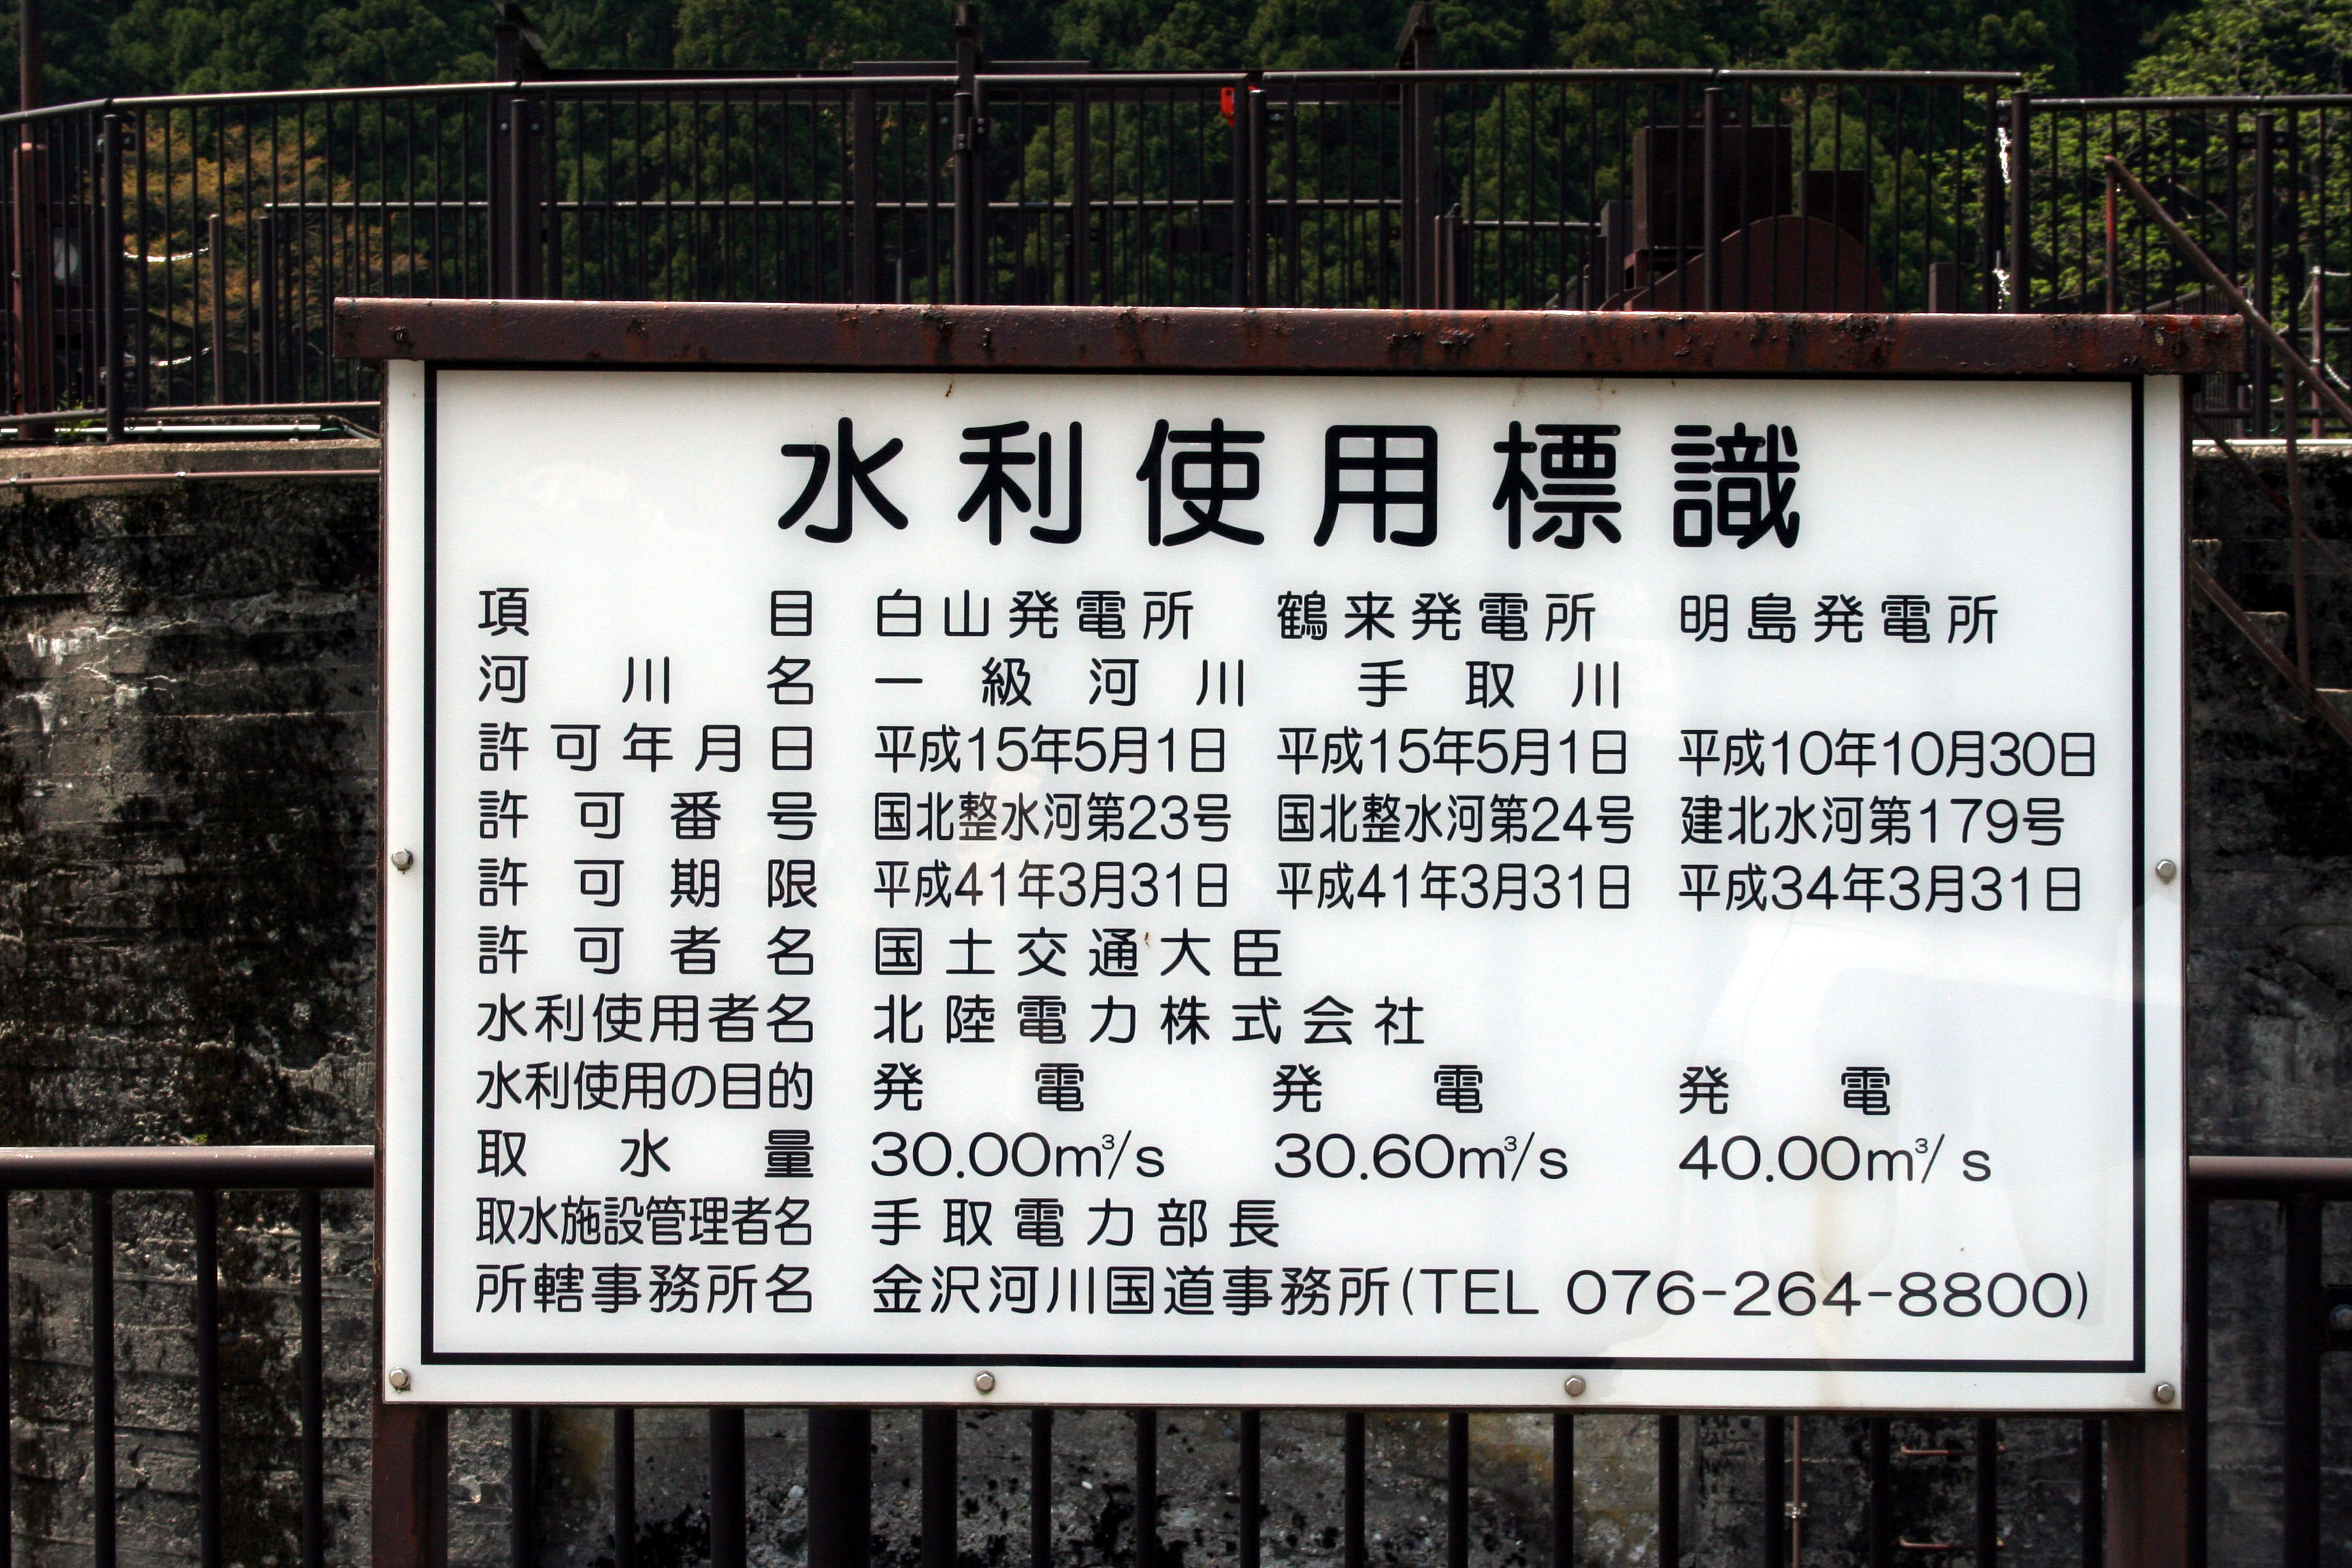 水利使用標識
項目 白山発電所 鶴来発電所 明島発電所
河川名 一級河川 手取川
許可年月日 平成15年5月1日 平成15年5月1日 平成10年10月30日
許可番号 国北整水河第23号 国北整水河第24号 建北水河第179号
許可期限 平成41年3月31日 平成41年3月31日 平成34年3月31日
許可者名 国土交通大臣
水利使用者名 北陸電力株式会社
水利使用の目的 発電 発電 発電
取水量 30.00m³/s 30.60m³/s 40.00m³/s
取水施設管理者名 手取電力部長
所轄事務所名 金沢河川国道事務所(TEL 076-264-8800)